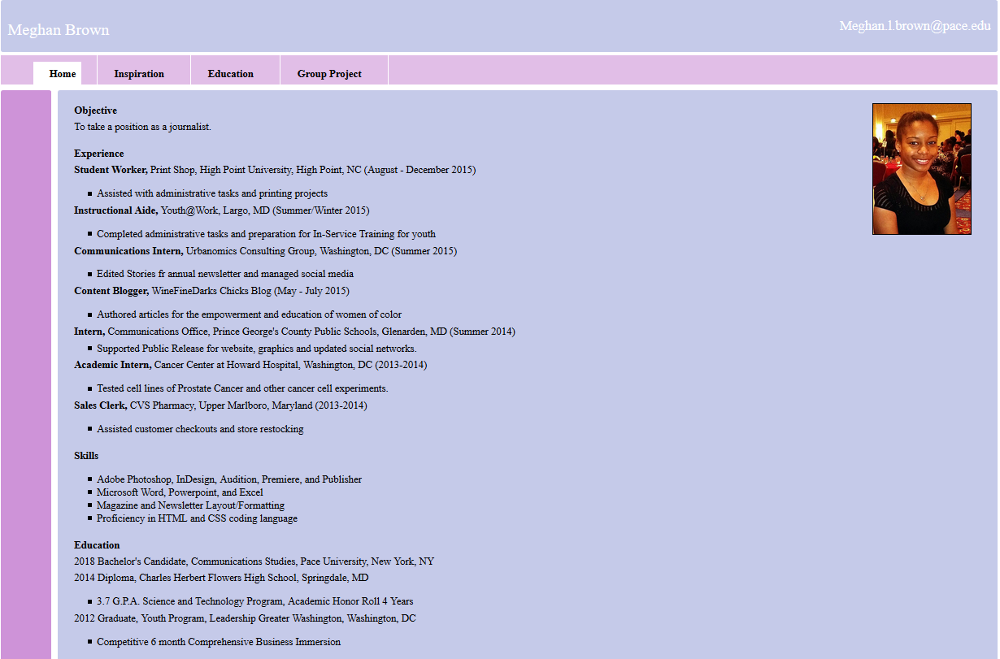 Meghan Brown
Meghan.l.brown@pace.edu
Home Inspiration Education Group Project
Objective
To take a position as a journalist.
Experience
Student Worker, Print Shop, High Point University, High Point, NC (August - December 2015)
Assisted with administrative tasks and printing projects
Instructional Aide, Youth@Work, Largo, MD (Summer/Winter 2015)
Completed administrative tasks and preparation for In-Service Training for youth
Communications Intern, Urbanomics Consulting Group, Washington, DC (Summer 2015)
Edited Stories fr annual newsletter and managed social media
Content Blogger, WineFineDarks Chicks Blog (May - July 2015)
Authored articles for the empowerment and education of women of color
Intern, Communications Office, Prince George's County Public Schools, Glenarden, MD (Summer 2014)
Supported Public Release for website, graphics and updated social networks.
Academic Intern, Cancer Center at Howard Hospital, Washington, DC (2013-2014)
Tested cell lines of Prostate Cancer and other cancer cell experiments.
Sales Clerk, CVS Pharmacy, Upper Marlboro, Maryland (2013-2014)
Assisted customer checkouts and store restocking
Skills
Adobe Photoshop, InDesign, Audition, Premiere, and Publisher
Microsoft Word, Powerpoint, and Excel
Magazine and Newsletter Layout/Formatting
Proficiency in HTML and CSS coding language
Education
2018 Bachelor's Candidate, Communications Studies, Pace University, New York, NY
2014 Diploma, Charles Herbert Flowers High School, Springdale, MD
3.7 G.P.A. Science and Technology Program, Academic Honor Roll 4 Years
2012 Graduate, Youth Program, Leadership Greater Washington, Washington, DC
Competitive 6 month Comprehensive Business Immersion